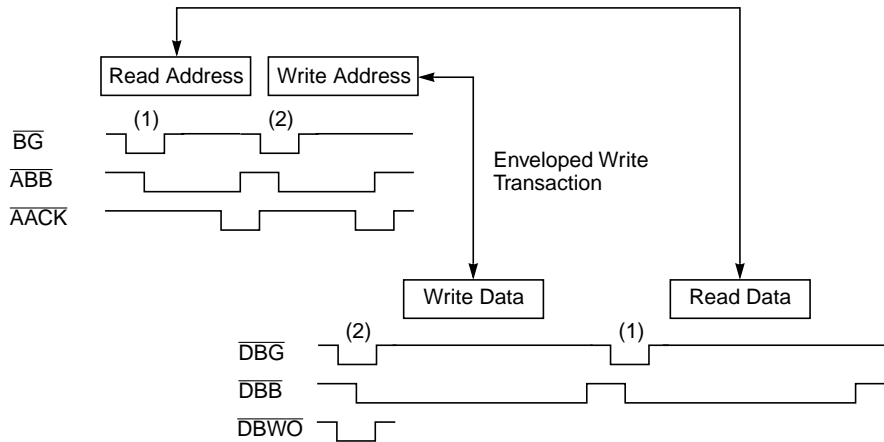 Read Address
Write Address
(1)
(2)
BG
ABB
AACK
Enveloped Write
Transaction
Write Data
Read Data
(2)
(1)
DBG
DBB
DBWO